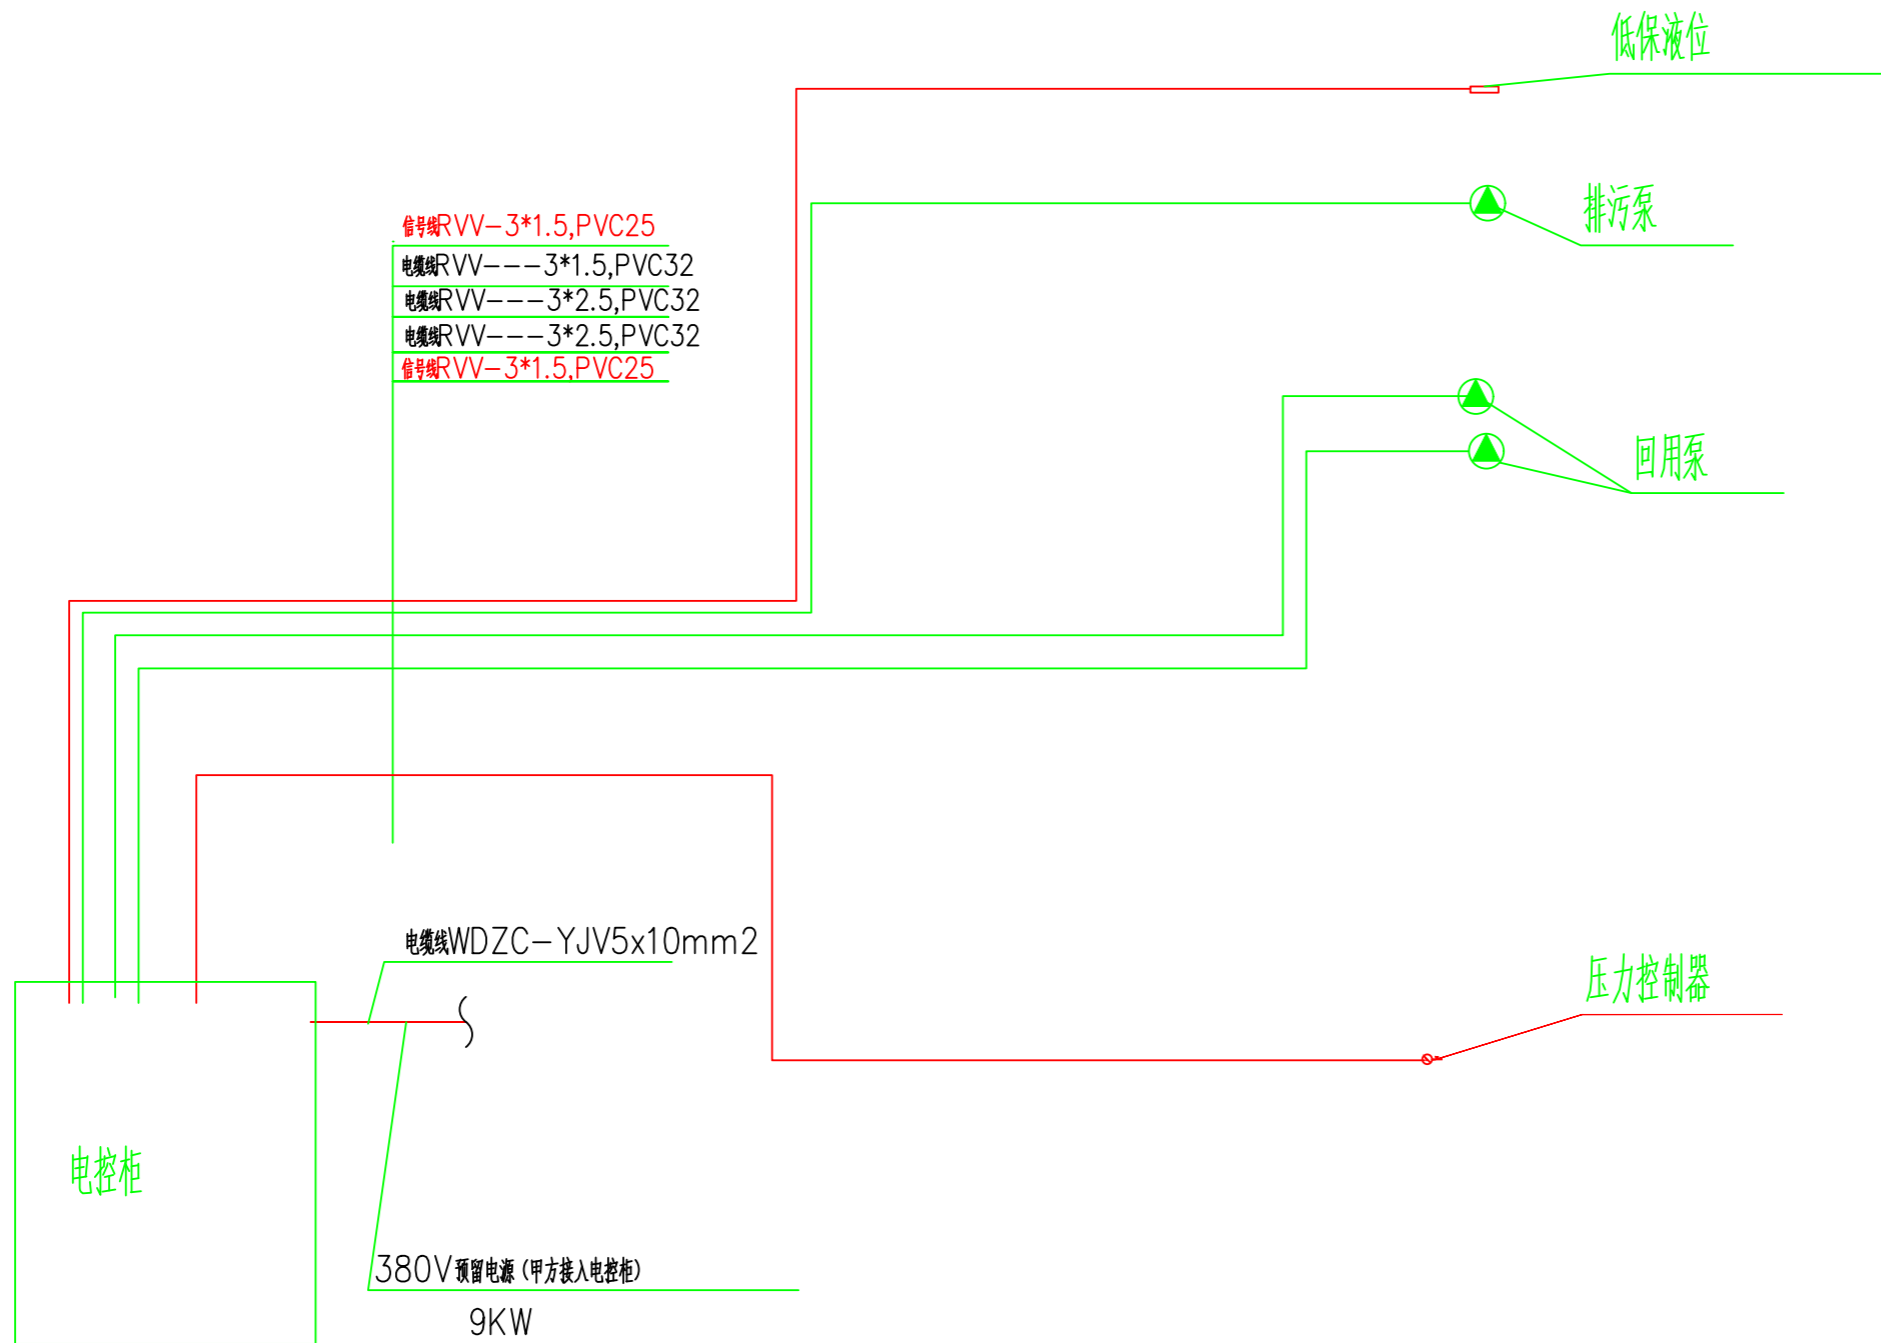 低保液位
排污泵
信号线RVV-3*1.5,PVC25
电缆线RVV---3*1.5,PVC32
电缆线RVV---3*2.5,PVC32
电缆线RVV---3*2.5,PVC32
信号线RVV-3*1.5,PVC25
回用泵
电缆线WDZC-YJV5x10mm2
压力控制器
电控柜
380V预留电源（甲方接入电控柜）
9KW